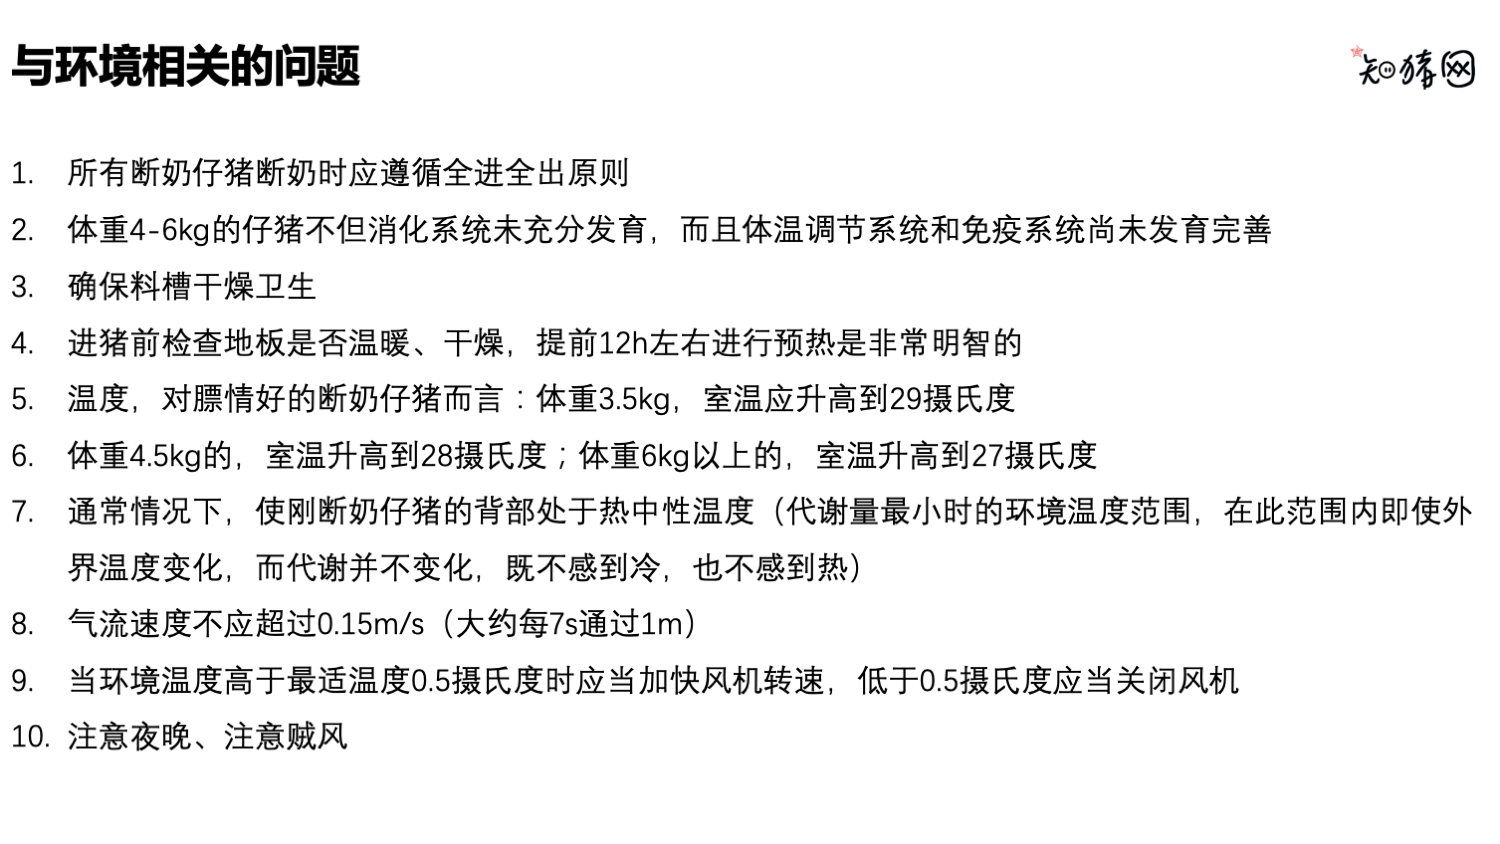 与环境相关的问题
知猪网
1. 所有断奶仔猪断奶时应遵循全进全出原则
2. 体重4-6kg的仔猪不但消化系统未充分发育，而且体温调节系统和免疫系统尚未发育完善
3. 确保料槽干燥卫生
4. 进猪前检查地板是否温暖、干燥，提前12h左右进行预热是非常明智的
5. 温度，对膘情好的断奶仔猪而言：体重3.5kg，室温应升高到29摄氏度
6. 体重4.5kg的，室温升高到28摄氏度；体重6kg以上的，室温升高到27摄氏度
7. 通常情况下，使刚断奶仔猪的背部处于热中性温度（代谢量最小时的环境温度范围，在此范围内即使外
界温度变化，而代谢并不变化，既不感到冷，也不感到热）
8. 气流速度不应超过0.15m/s（大约每7s通过1m）
9. 当环境温度高于最适温度0.5摄氏度时应当加快风机转速，低于0.5摄氏度应当关闭风机
10. 注意夜晚、注意贼风